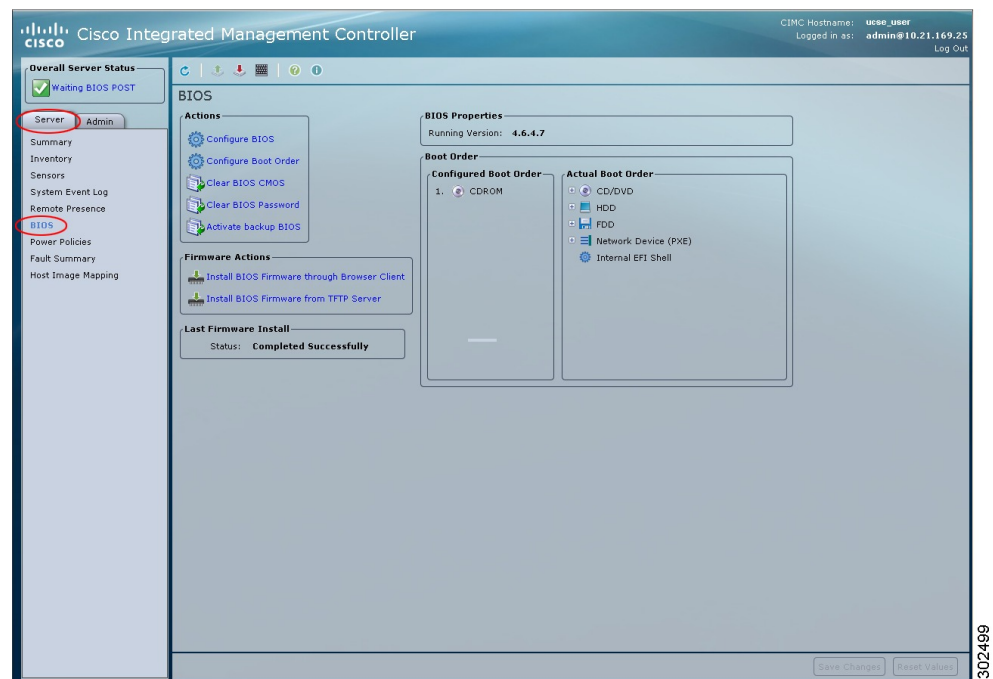 CISCO
Cisco Integrated Management Controller
CIMC Hostname: ucse_user
Logged in as: admin@10.21.169.25
Log Out
Overall Server Status
Waiting BIOS POST
Server
Admin
Summary
Inventory
Sensors
System Event Log
Remote Presence
BIOS
Power Policies
Fault Summary
Host Image Mapping
BIOS
Actions
Configure BIOS
Configure Boot Order
Clear BIOS CMOS
Clear BIOS Password
Activate backup BIOS
Firmware Actions
Install BIOS Firmware through Browser Client
Install BIOS Firmware from TFTP Server
Last Firmware Install
Status: Completed Successfully
BIOS Properties
Running Version: 4.6.4.7
Boot Order
Configured Boot Order
1. CDROM
Actual Boot Order
CD/DVD
HDD
FDD
Network Device (PXE)
Internal EFI Shell
Save Changes
Reset Values
302499